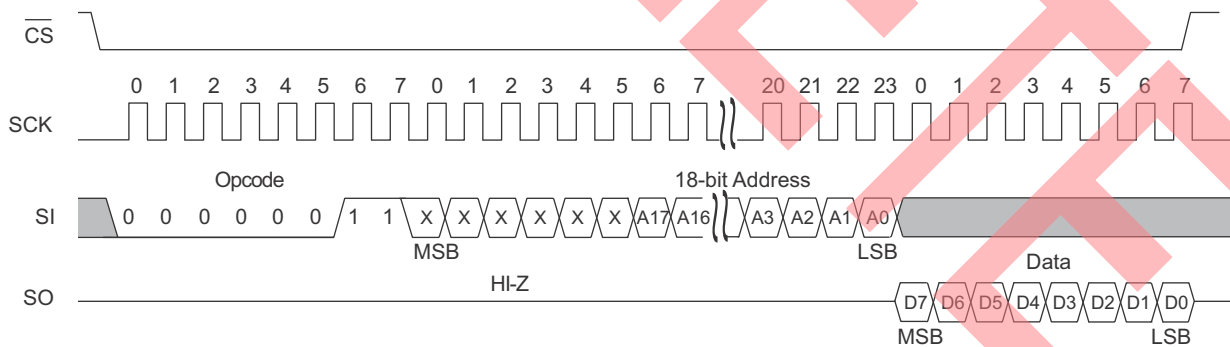 CS
0 1 2 3 4 5 6 7 0 1 2 3 4 5 6 7 20 21 22 23 0 1 2 3 4 5 6 7
SCK
Opcode 18-bit Address
SI 0 0 0 0 0 0 1 1 X X X X X X A17 A16 A3 A2 A1 A0
MSB LSB
HI-Z Data
SO D7 D6 D5 D4 D3 D2 D1 D0
MSB LSB